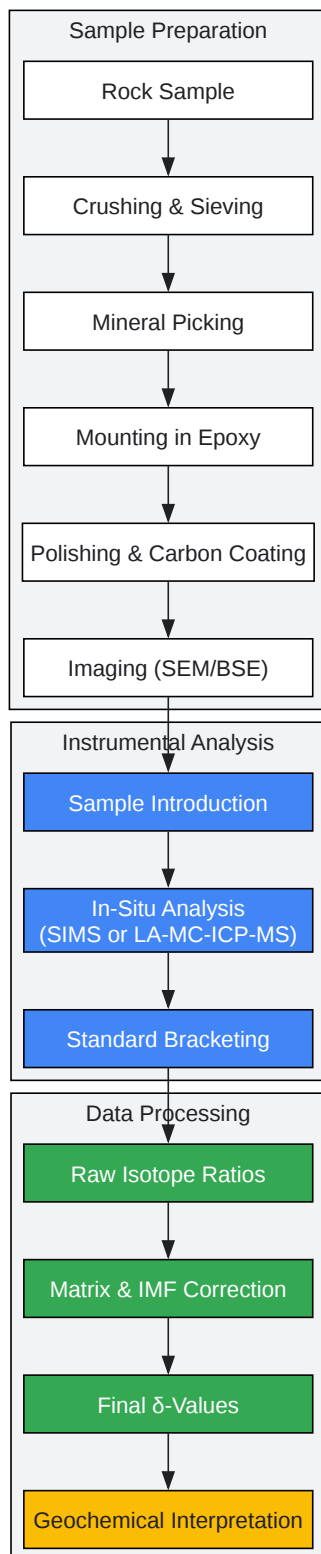 Sample Preparation
Rock Sample
Crushing & Sieving
Mineral Picking
Mounting in Epoxy
Polishing & Carbon Coating
Imaging (SEM/BSE)
Instrumental Analysis
Sample Introduction
In-Situ Analysis
(SIMS or LA-MC-ICP-MS)
Standard Bracketing
Data Processing
Raw Isotope Ratios
Matrix & IMF Correction
Final δ-Values
Geochemical Interpretation